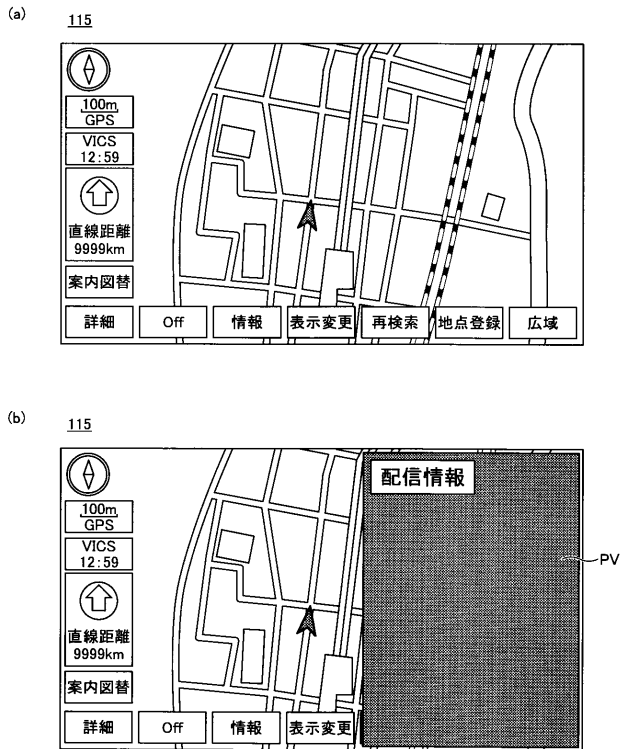 (a)
115
100m
GPS
VICS
12:59
直線距離
9999km
案内図替
詳細 Off 情報 表示変更 再検索 地点登録 広域
(b)
115
配信情報
100m
GPS
VICS
12:59
PV
直線距離
9999km
案内図替
詳細 Off 情報 表示変更